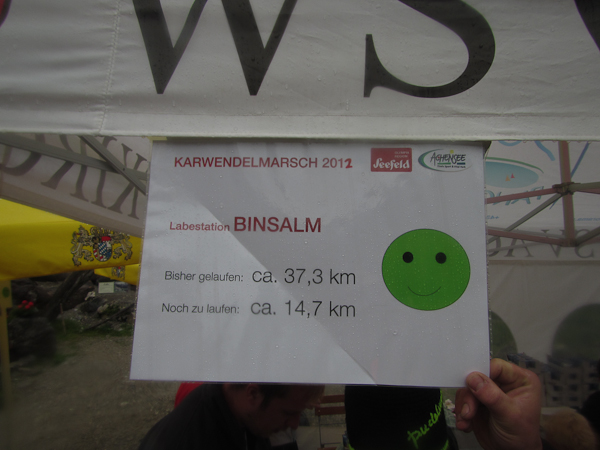 WS
KARWENDELMARSCH 2012
Seefeld
ACHENSEE
Labestation BINSALM
Bisher gelaufen: ca. 37,3 km
Noch zu laufen: ca. 14,7 km